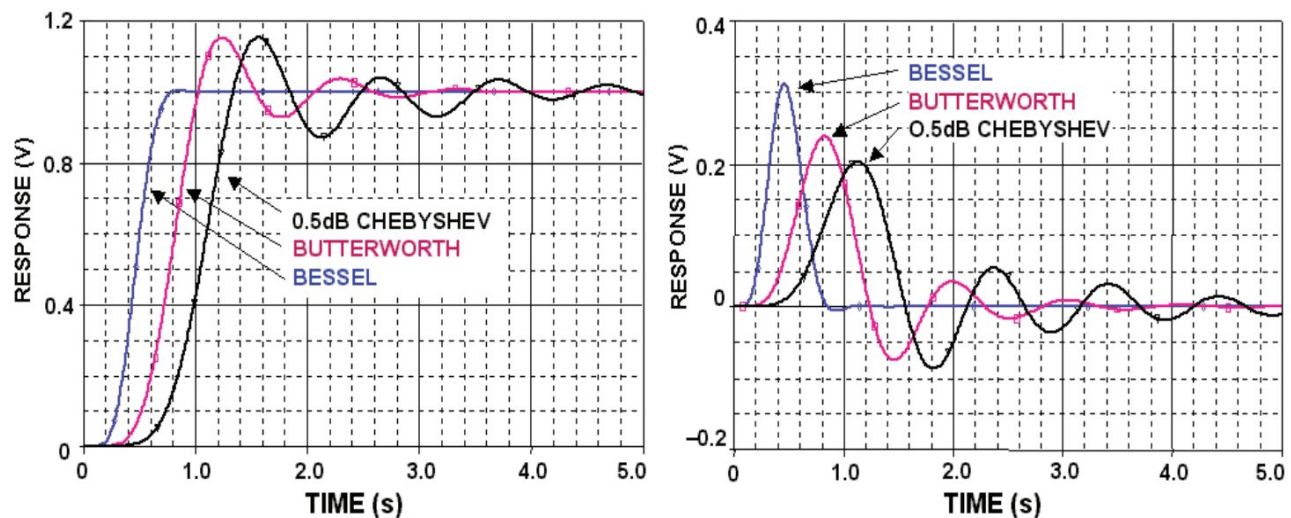 1.2
0.8
0.4
0
RESPONSE (V)
0.5dB CHEBYSHEV
BUTTERWORTH
BESSEL
0 1.0 2.0 3.0 4.0 5.0
TIME (s)
0.4
0.2
0
–0.2
RESPONSE (V)
BESSEL
BUTTERWORTH
O.5dB CHEBYSHEV
0 1.0 2.0 3.0 4.0 5.0
TIME (s)